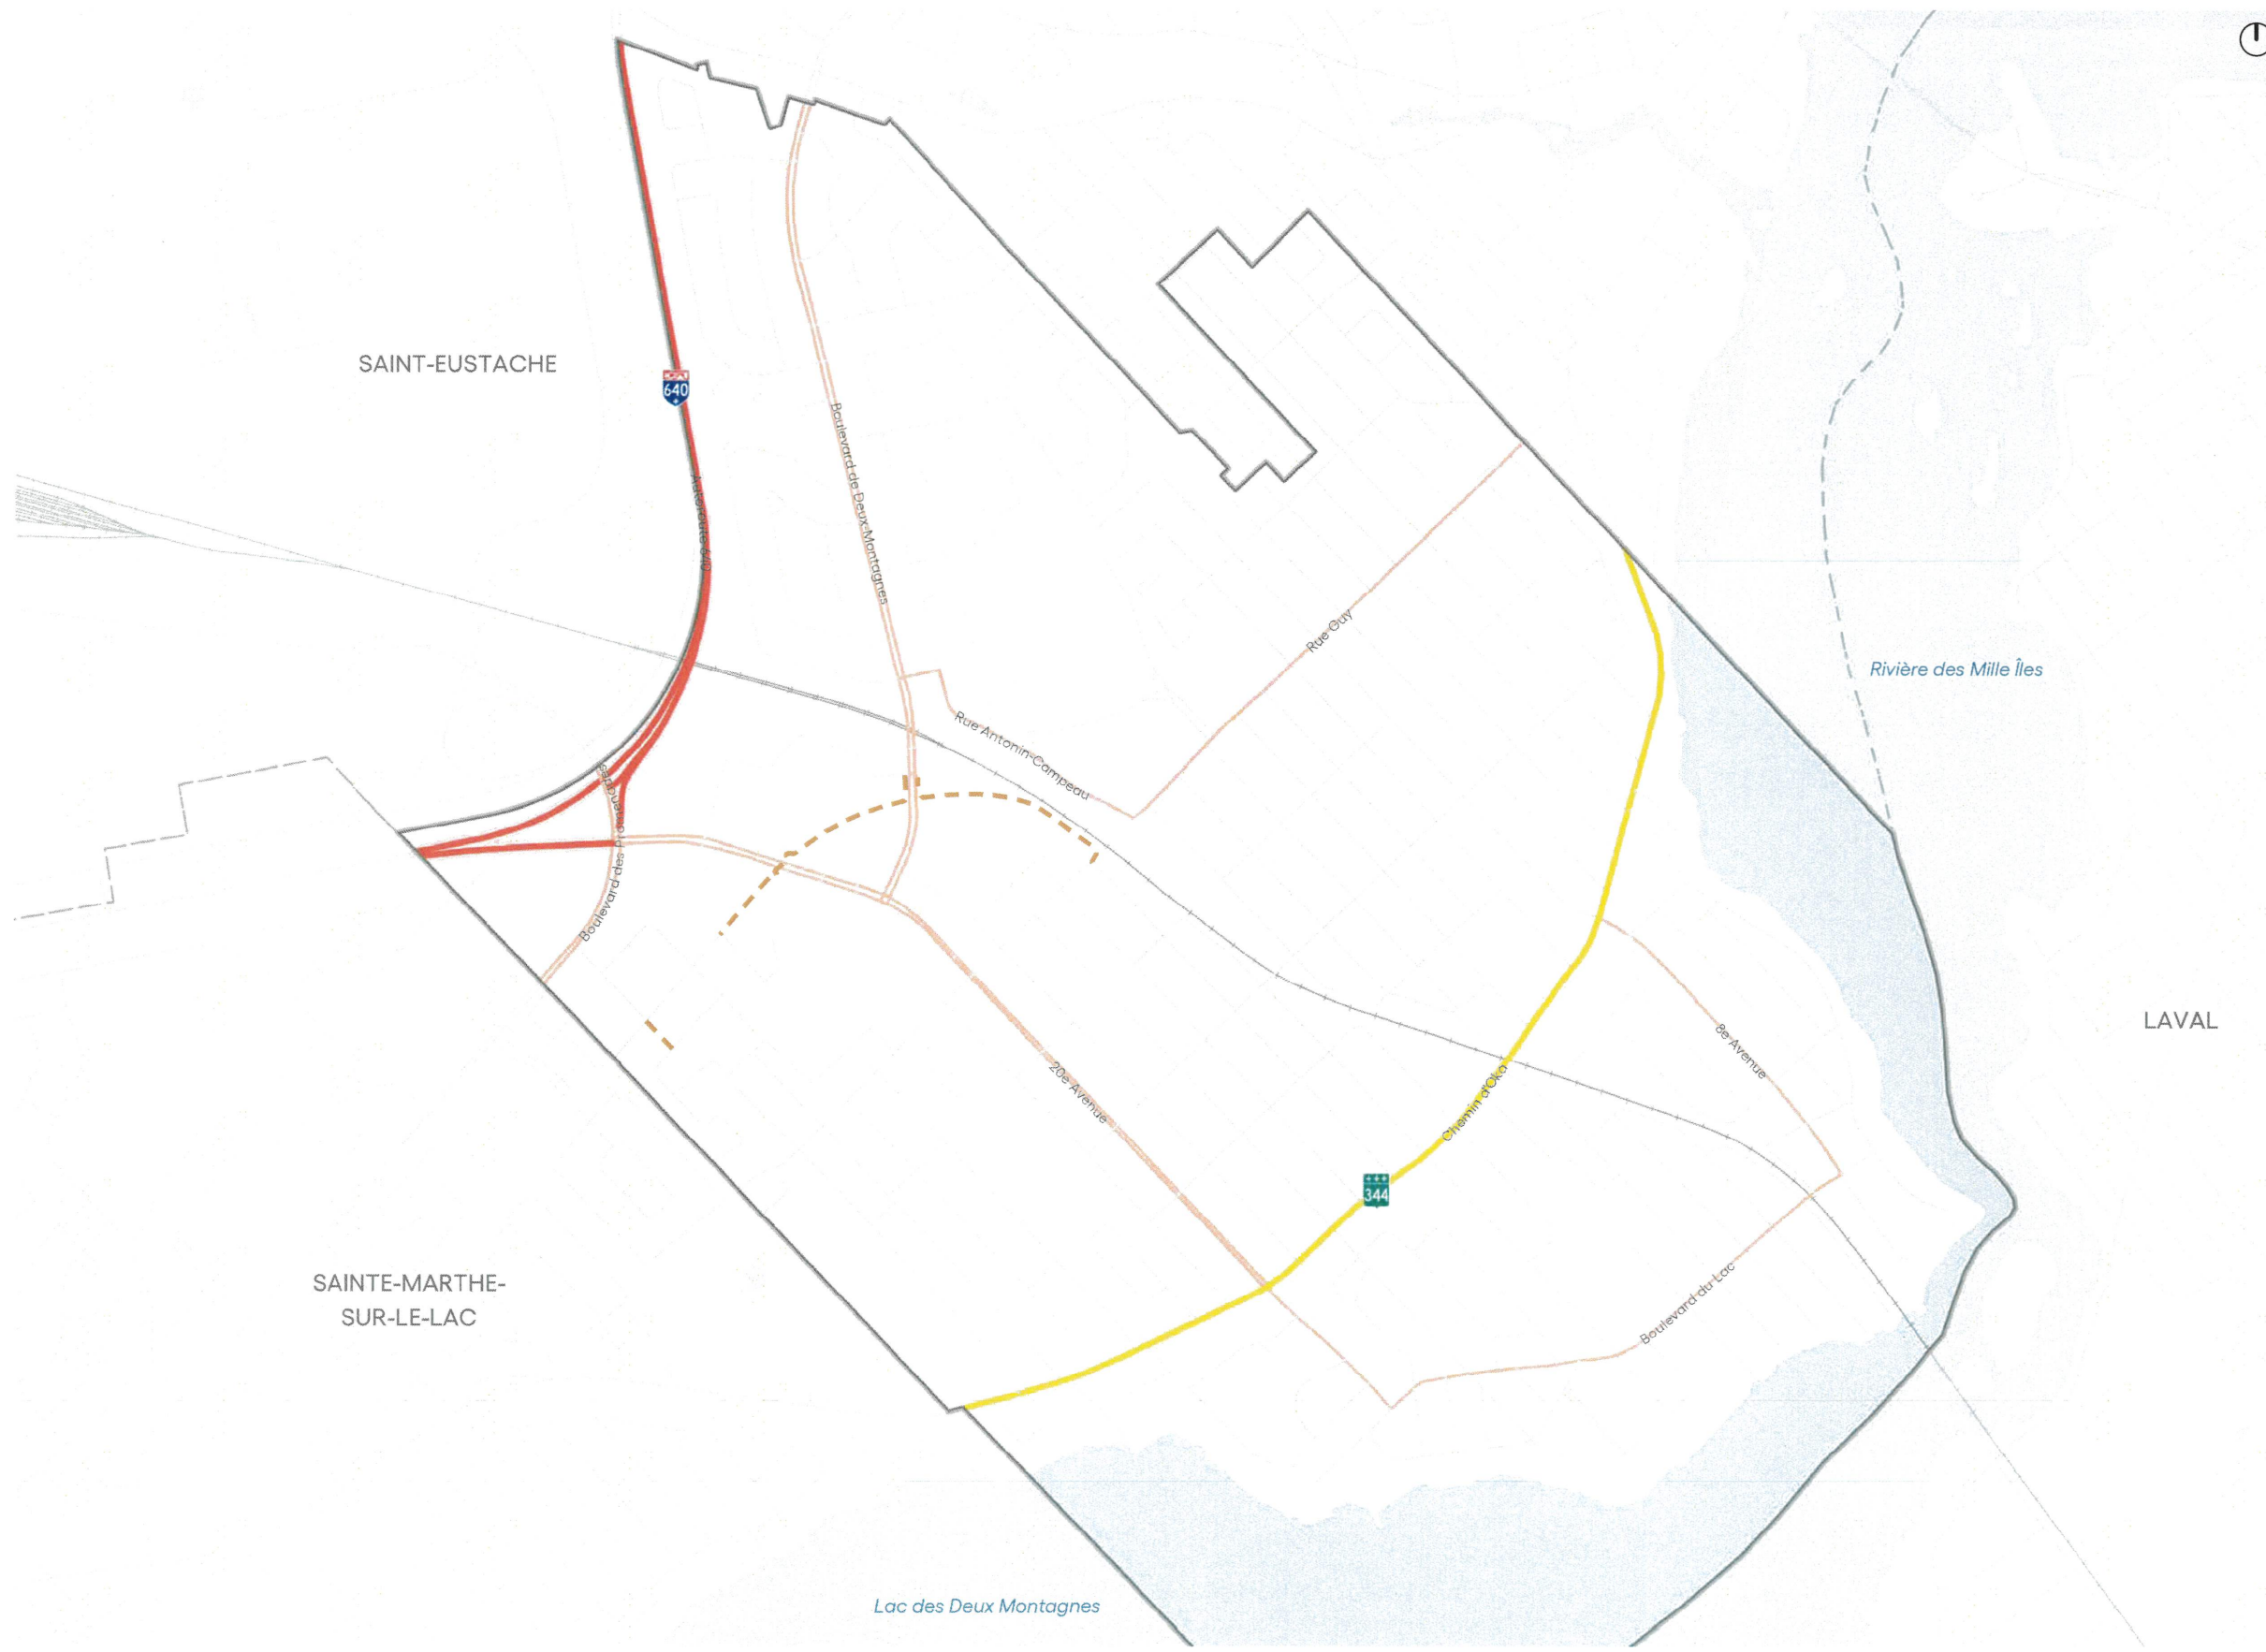 SAINT-EUSTACHE
640
Boulevard de Deux-Montagnes
Autoroute 640
Rue Guy
Rivière des Mille Îles
Rue Antonin-Campeau
Boulevard des Promenades
LAVAL
8e Avenue
20e Avenue
Chemin d'Oka
344
SAINTE-MARTHE-
SUR-LE-LAC
Boulevard du Lac
Lac des Deux Montagnes